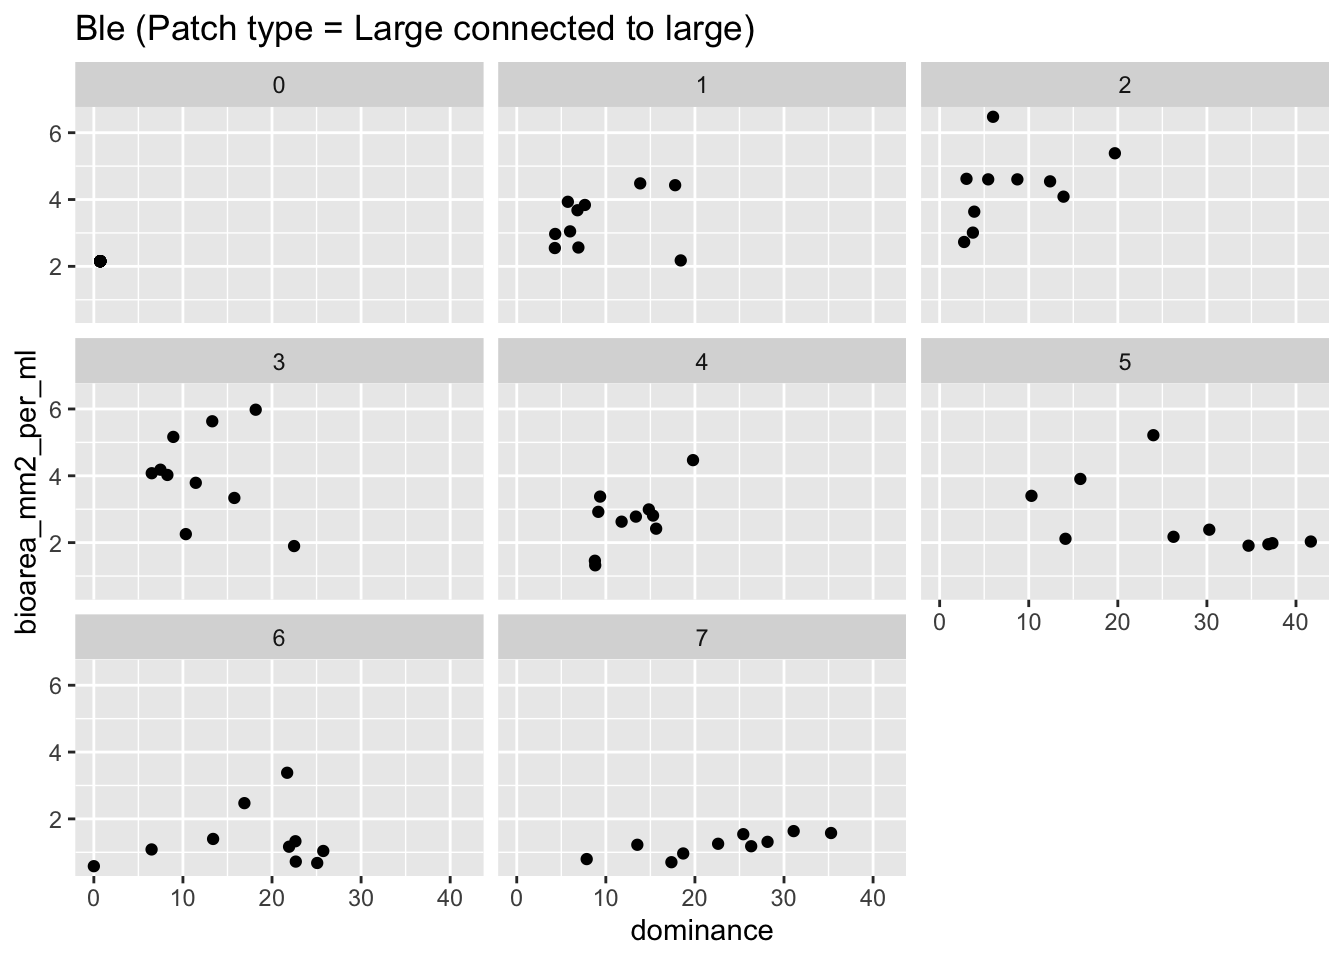 Ble (Patch type = Large connected to large)
0 1 2
6
4
2
3 4 5
6
4
2
0 10 20 30 40
6 7
6
4
2
0 10 20 30 40 0 10 20 30 40
dominance
bioarea_mm2_per_ml